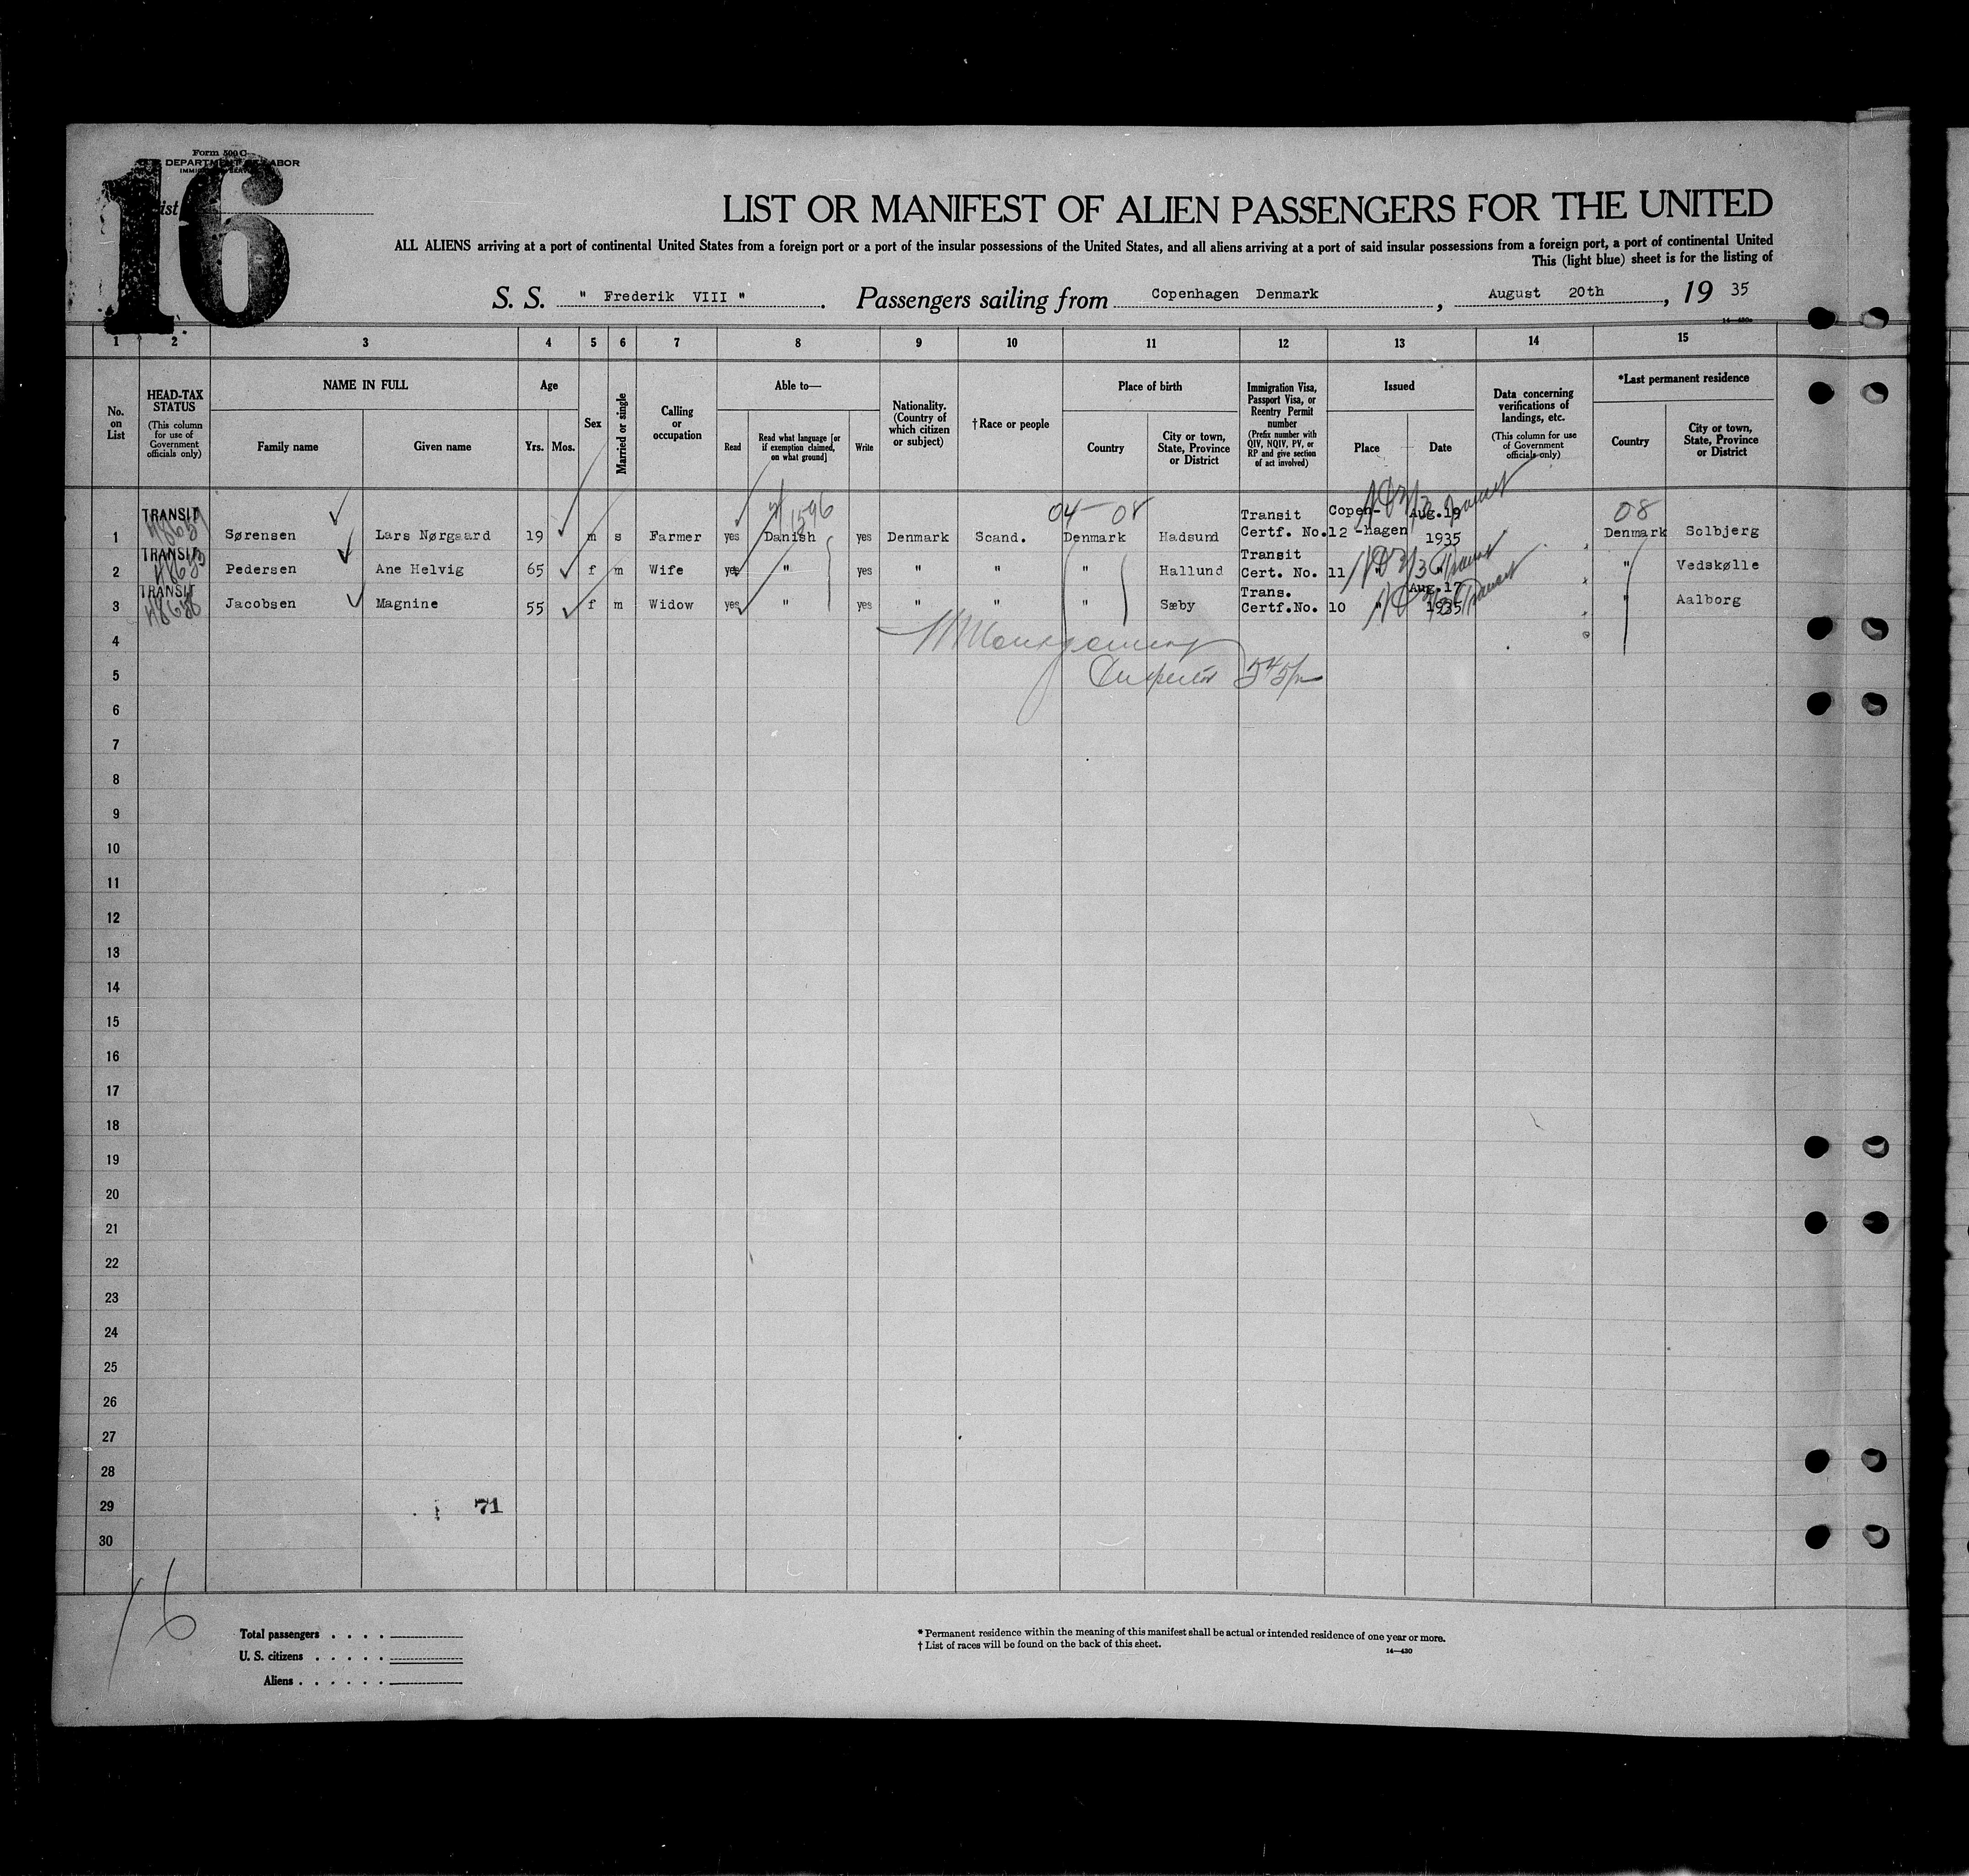 Form 500 C
DEPARTMENT OF LABOR
16
LIST OR MANIFEST OF ALIEN PASSENGERS FOR THE UNITED
ALL ALIENS arriving at a port of continental United States from a foreign port or a port of the insular possessions of the United States, and all aliens arriving at a port of said insular possessions from a foreign port, a port of continental United
This (light blue) sheet is for the listing of
S. S. " Frederik VIII ". Passengers sailing from Copenhagen Denmark, August 20th, 19 35
1 2 3 4 5 6 7 8 9 10 11 12 13 14 15
No. on List
HEAD-TAX STATUS (This column for use of Government officials only)
NAME IN FULL
Family name
Given name
Age
Yrs. Mos.
Sex
Married or single
Calling or occupation
Able to—
Read
Read what language [or if exemption claimed, on what ground]
Write
Nationality. (Country of which citizen or subject)
†Race or people
Place of birth
Country
City or town, State, Province or District
Immigration Visa, Passport Visa, or Reentry Permit number (Prefix number with QIV, NQIV, PV, or RP and give section of act involved)
Issued
Place
Date
Data concerning verifications of landings, etc. (This column for use of Government officials only)
*Last permanent residence
Country
City or town, State, Province or District
04 - 08
08
1 TRANSIT Sørensen Lars Nørgaard 19 m s Farmer yes Danish yes Denmark Scand. Denmark Hadsund Transit Certf. No.12 Copen- -Hagen Aug.19 1935 Denmark Solbjerg
2 TRANSIT Pedersen Ane Helvig 65 f m Wife yes " yes " " " Hallund Transit Cert. No. 11 " " " Vedskølle
3 TRANSIT Jacobsen Magnine 55 f m Widow yes " yes " " " Sæby Trans. Certf.No. 10 " Aug.17 1935 " Aalborg
4
Inspector
5
6
7
8
9
10
11
12
13
14
15
16
17
18
19
20
21
22
23
24
25
26
27
28
29 71
30
16
Total passengers . . . .
U. S. citizens . . . . .
Aliens . . . . . .
* Permanent residence within the meaning of this manifest shall be actual or intended residence of one year or more.
† List of races will be found on the back of this sheet.
14—430